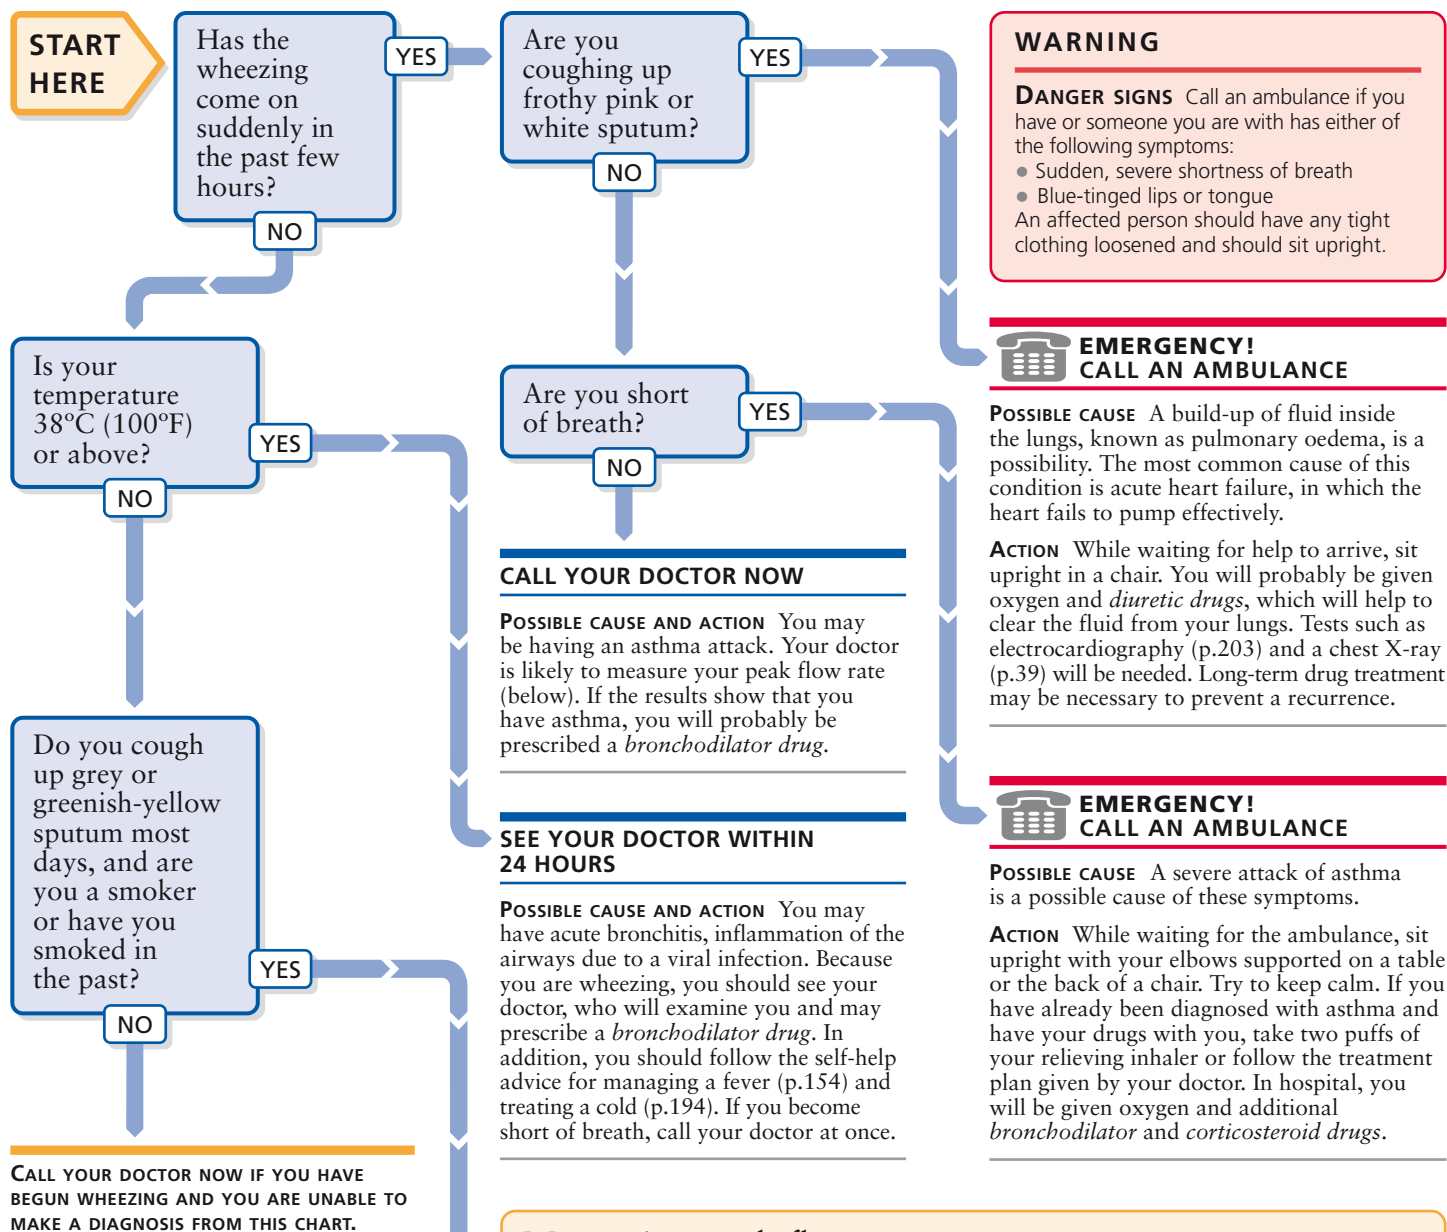 START
HERE
Has the
wheezing
come on
suddenly in
the past few
hours?
YES
NO
Are you
coughing up
frothy pink or
white sputum?
YES
NO
WARNING
DANGER SIGNS Call an ambulance if you
have or someone you are with has either of
the following symptoms:
• Sudden, severe shortness of breath
• Blue-tinged lips or tongue
An affected person should have any tight
clothing loosened and should sit upright.
Is your
temperature
38ºC (100ºF)
or above?
YES
NO
Are you short
of breath?
YES
NO
EMERGENCY!
CALL AN AMBULANCE
POSSIBLE CAUSE A build-up of fluid inside
the lungs, known as pulmonary oedema, is a
possibility. The most common cause of this
condition is acute heart failure, in which the
heart fails to pump effectively.
ACTION While waiting for help to arrive, sit
upright in a chair. You will probably be given
oxygen and diuretic drugs, which will help to
clear the fluid from your lungs. Tests such as
electrocardiography (p.203) and a chest X-ray
(p.39) will be needed. Long-term drug treatment
may be necessary to prevent a recurrence.
CALL YOUR DOCTOR NOW
POSSIBLE CAUSE AND ACTION You may
be having an asthma attack. Your doctor
is likely to measure your peak flow rate
(below). If the results show that you
have asthma, you will probably be
prescribed a bronchodilator drug.
Do you cough
up grey or
greenish-yellow
sputum most
days, and are
you a smoker
or have you
smoked in
the past?
YES
NO
SEE YOUR DOCTOR WITHIN
24 HOURS
POSSIBLE CAUSE AND ACTION You may
have acute bronchitis, inflammation of the
airways due to a viral infection. Because
you are wheezing, you should see your
doctor, who will examine you and may
prescribe a bronchodilator drug. In
addition, you should follow the self-help
advice for managing a fever (p.154) and
treating a cold (p.194). If you become
short of breath, call your doctor at once.
EMERGENCY!
CALL AN AMBULANCE
POSSIBLE CAUSE A severe attack of asthma
is a possible cause of these symptoms.
ACTION While waiting for the ambulance, sit
upright with your elbows supported on a table
or the back of a chair. Try to keep calm. If you
have already been diagnosed with asthma and
have your drugs with you, take two puffs of
your relieving inhaler or follow the treatment
plan given by your doctor. In hospital, you
will be given oxygen and additional
bronchodilator and corticosteroid drugs.
CALL YOUR DOCTOR NOW IF YOU HAVE
BEGUN WHEEZING AND YOU ARE UNABLE TO
MAKE A DIAGNOSIS FROM THIS CHART.